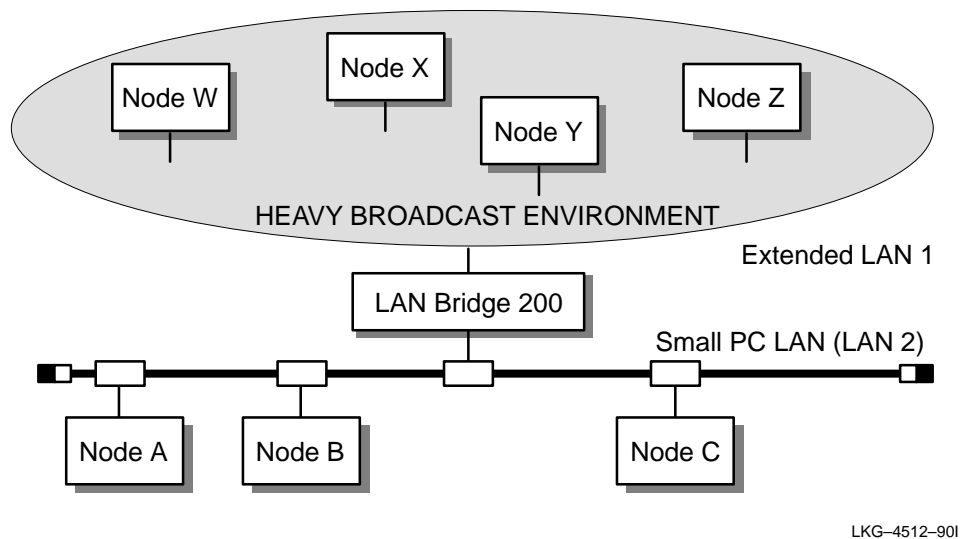 Node W
Node X
Node Y
Node Z
HEAVY BROADCAST ENVIRONMENT
Extended LAN 1
LAN Bridge 200
Small PC LAN (LAN 2)
Node A
Node B
Node C
LKG–4512–90I